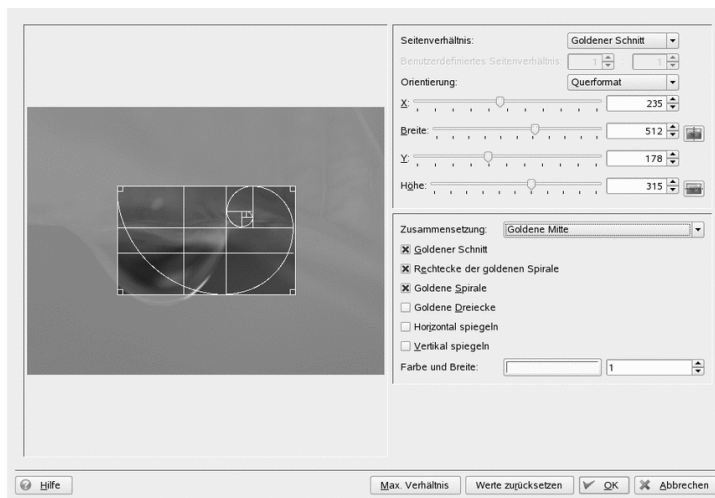 Seitenverhältnis: Goldener Schnitt
Benutzerdefiniertes Seitenverhältnis: 1 : 1
Orientierung: Querformat
X: 235
Breite: 512
Y: 178
Höhe: 315
Zusammensetzung: Goldene Mitte
Goldener Schnitt
Rechtecke der goldenen Spirale
Goldene Spirale
Goldene Dreiecke
Horizontal spiegeln
Vertikal spiegeln
Farbe und Breite: 1
Hilfe Max. Verhältnis Werte zurücksetzen OK Abbrechen